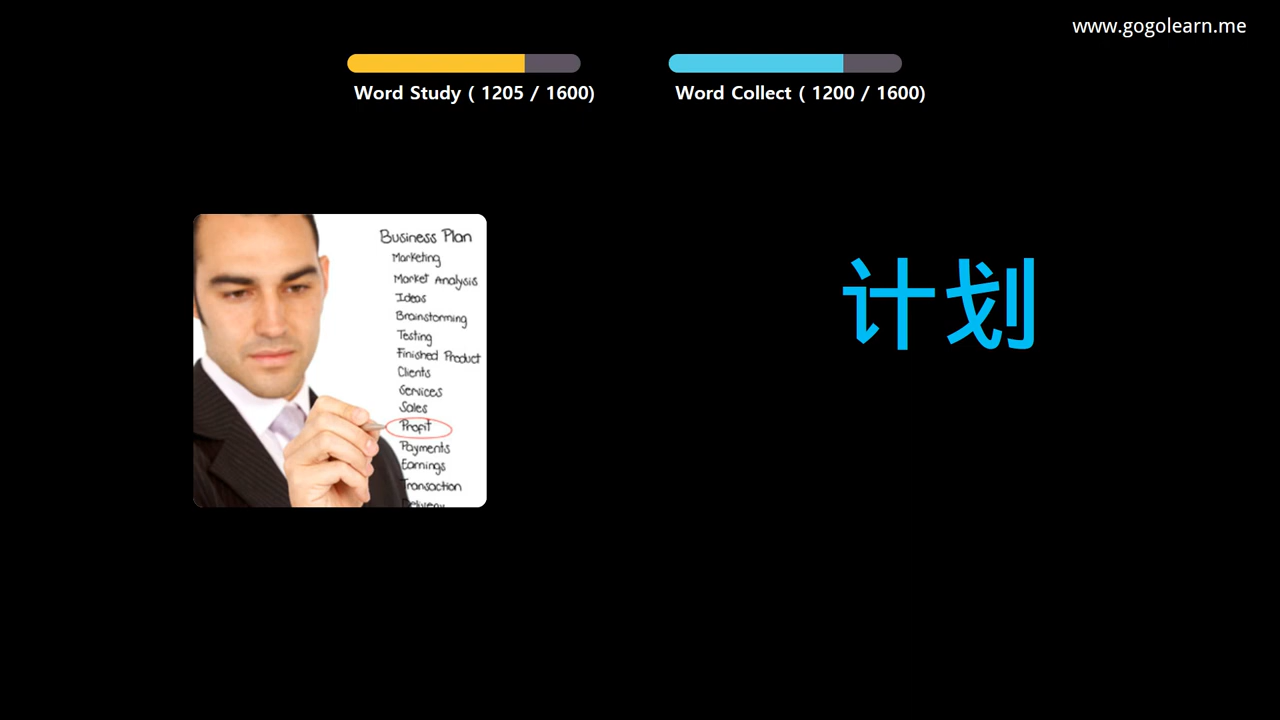 www.gogolearn.me
Word Study ( 1205 / 1600)
Word Collect ( 1200 / 1600)
Business Plan
Marketing
Market Analysis
Ideas
Brainstorming
Testing
Finished Product
Clients
Services
Sales
Profit
Payments
Earnings
Transaction
Delivery
计划